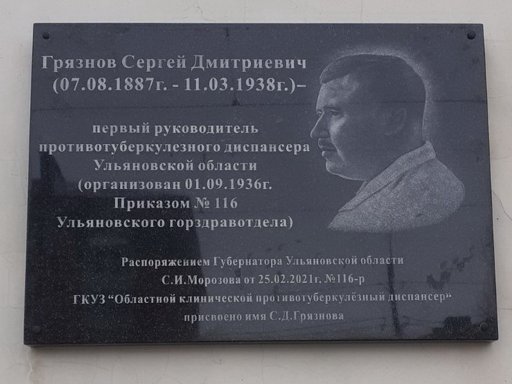 Грязнов Сергей Дмитриевич
(07.08.1887г. - 11.03.1938г.)–
первый руководитель
противотуберкулезного диспансера
Ульяновской области
(организован 01.09.1936г.
Приказом № 116
Ульяновского горздравотдела)
Распоряжением Губернатора Ульяновской области
С.И.Морозова от 25.02.2021г. №116-р
ГКУЗ "Областной клинической противотуберкулёзный диспансер"
присвоено имя С.Д.Грязнова